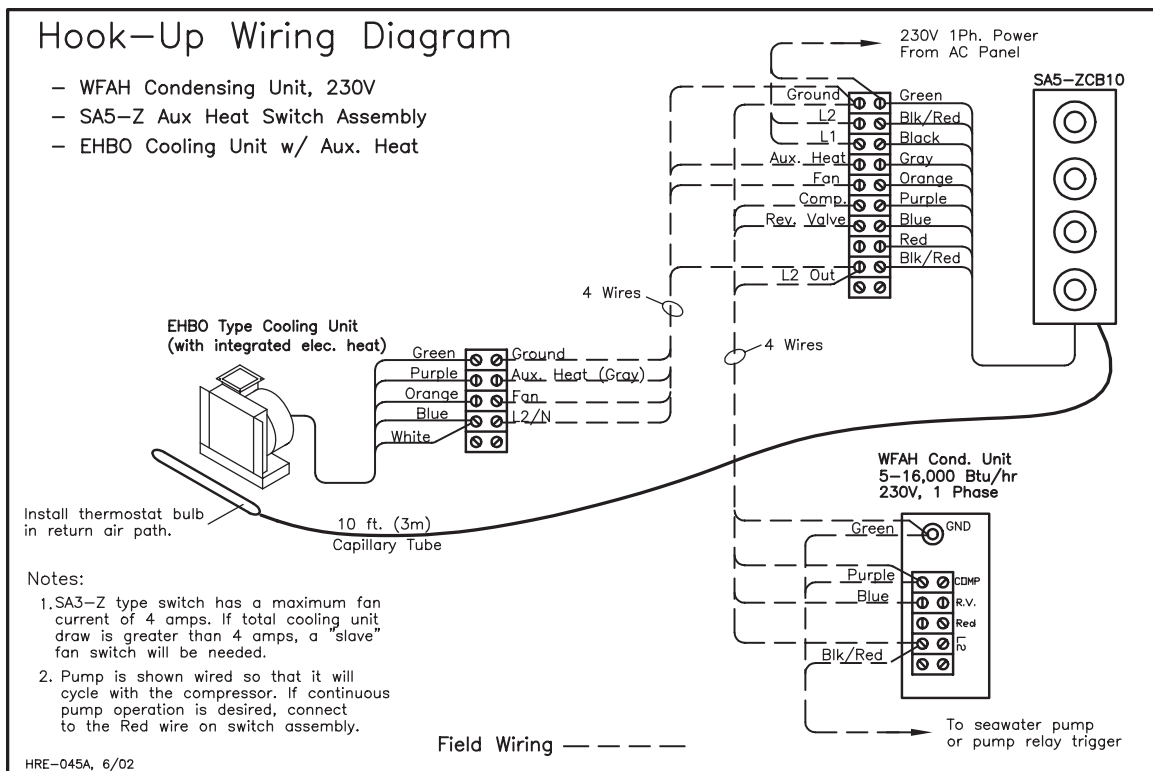 Hook-Up Wiring Diagram
- WFAH Condensing Unit, 230V
- SA5-Z Aux Heat Switch Assembly
- EHBO Cooling Unit w/ Aux. Heat
230V 1Ph. Power
From AC Panel
SA5-ZCB10
Ground
Green
L2
Blk/Red
L1
Black
Aux. Heat
Gray
Fan
Orange
Comp.
Purple
Rev. Valve
Blue
Red
Blk/Red
L2 Out
4 Wires
4 Wires
EHBO Type Cooling Unit
(with integrated elec. heat)
Green
Ground
Purple
Aux. Heat (Gray)
Orange
Fan
Blue
L2/N
White
Install thermostat bulb
in return air path.
10 ft. (3m)
Capillary Tube
WFAH Cond. Unit
5-16,000 Btu/hr
230V, 1 Phase
Green
GND
Purple
COMP
Blue
R.V.
Red
L2
Blk/Red
To seawater pump
or pump relay trigger
Notes:
1. SA3-Z type switch has a maximum fan
current of 4 amps. If total cooling unit
draw is greater than 4 amps, a "slave"
fan switch will be needed.
2. Pump is shown wired so that it will
cycle with the compressor. If continuous
pump operation is desired, connect
to the Red wire on switch assembly.
Field Wiring
HRE-045A, 6/02